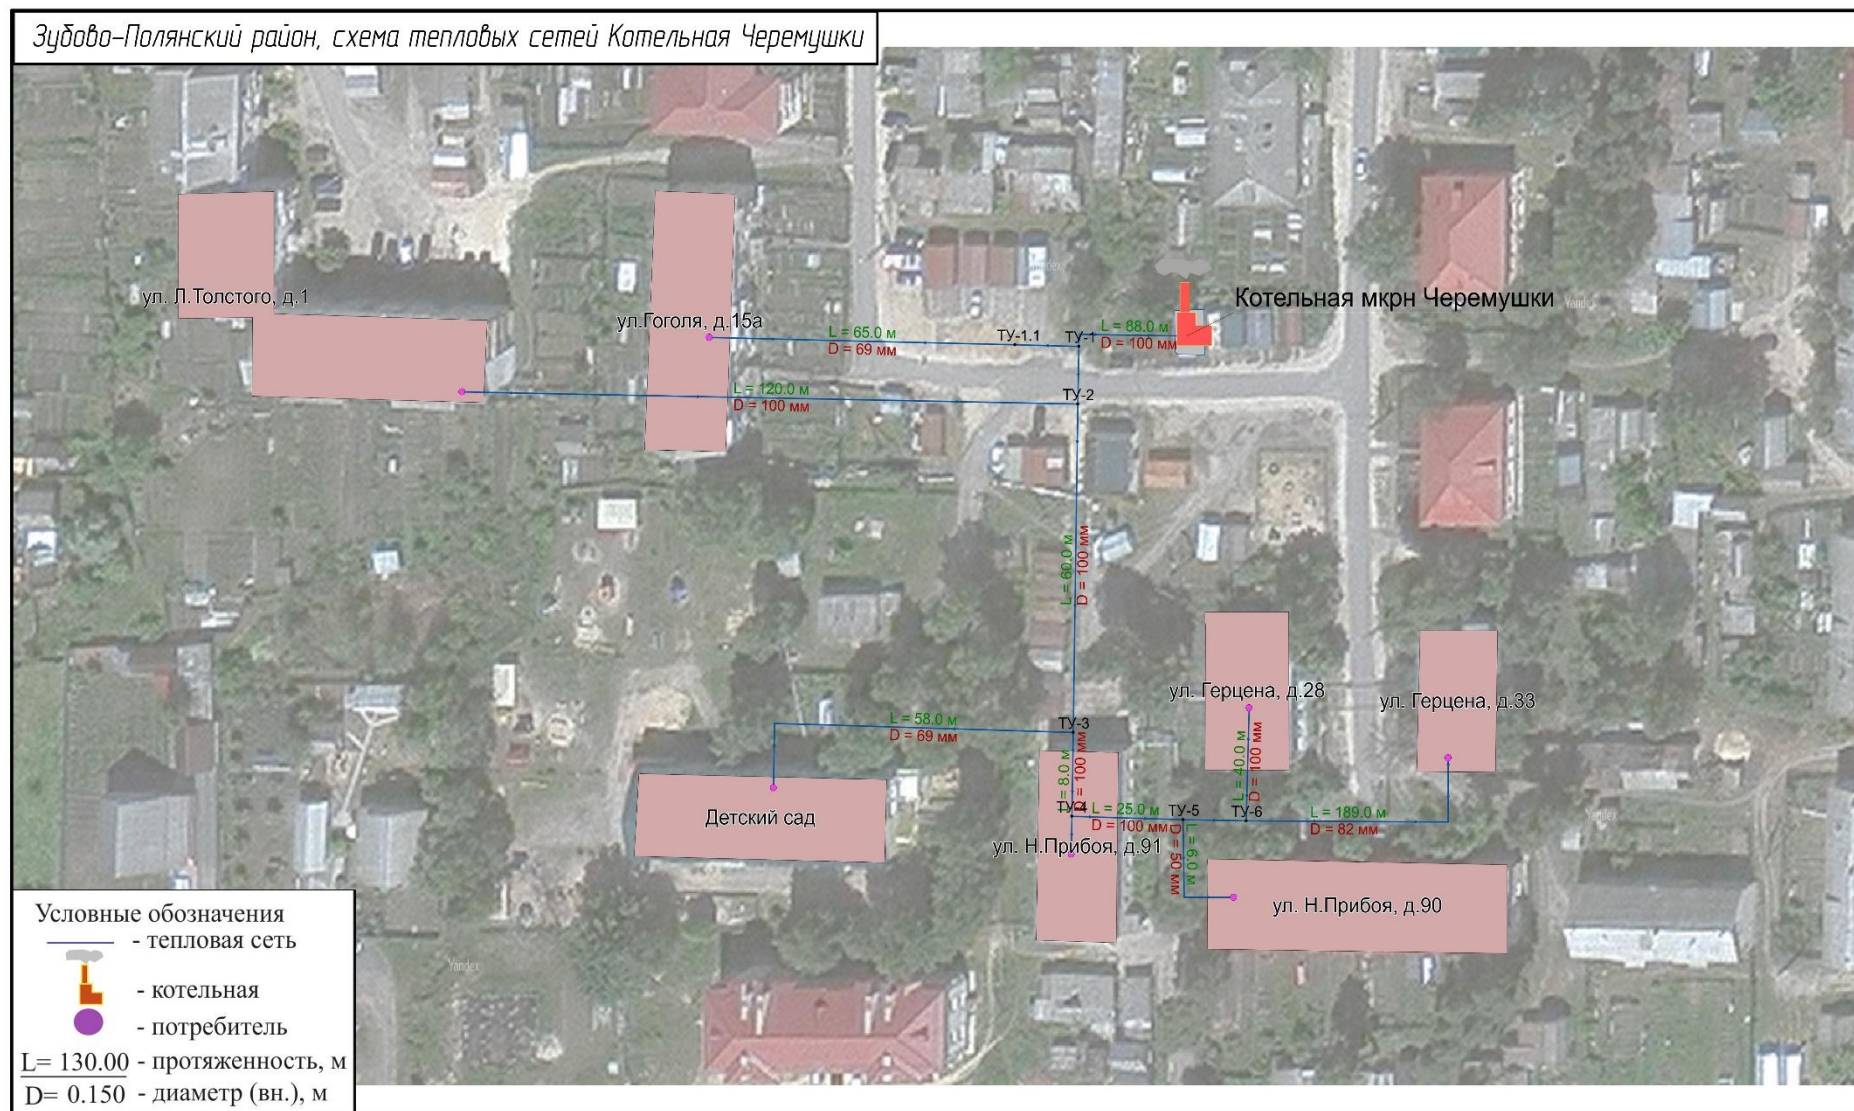 Зубово-Полянский район, схема тепловых сетей Котельная Черемушки
Yandex
Котельная мкрн Черемушки
Yandex
ул. Л.Толстого, д.1
ул.Гоголя, д.15а
L = 65.0 м
D = 69 мм
ТУ-1.1
ТУ-1
L = 88.0 м
D = 100 мм
L = 120.0 м
D = 100 мм
ТУ-2
L = 60.0 м
D = 100 мм
ул. Герцена, д.28
ул. Герцена, д.33
L = 58.0 м
D = 69 мм
ТУ-3
L = 8.0 м
D = 100 мм
L = 40.0 м
D = 100 мм
ТУ-4
L = 25.0 м
D = 100 мм
ТУ-5
ТУ-6
L = 189.0 м
D = 82 мм
Yandex
Детский сад
ул. Н.Прибоя, д.91
L = 6.0 м
D = 50 мм
ул. Н.Прибоя, д.90
Yandex
Условные обозначения
- тепловая сеть
- котельная
- потребитель
L= 130.00 - протяженность, м
D= 0.150 - диаметр (вн.), м